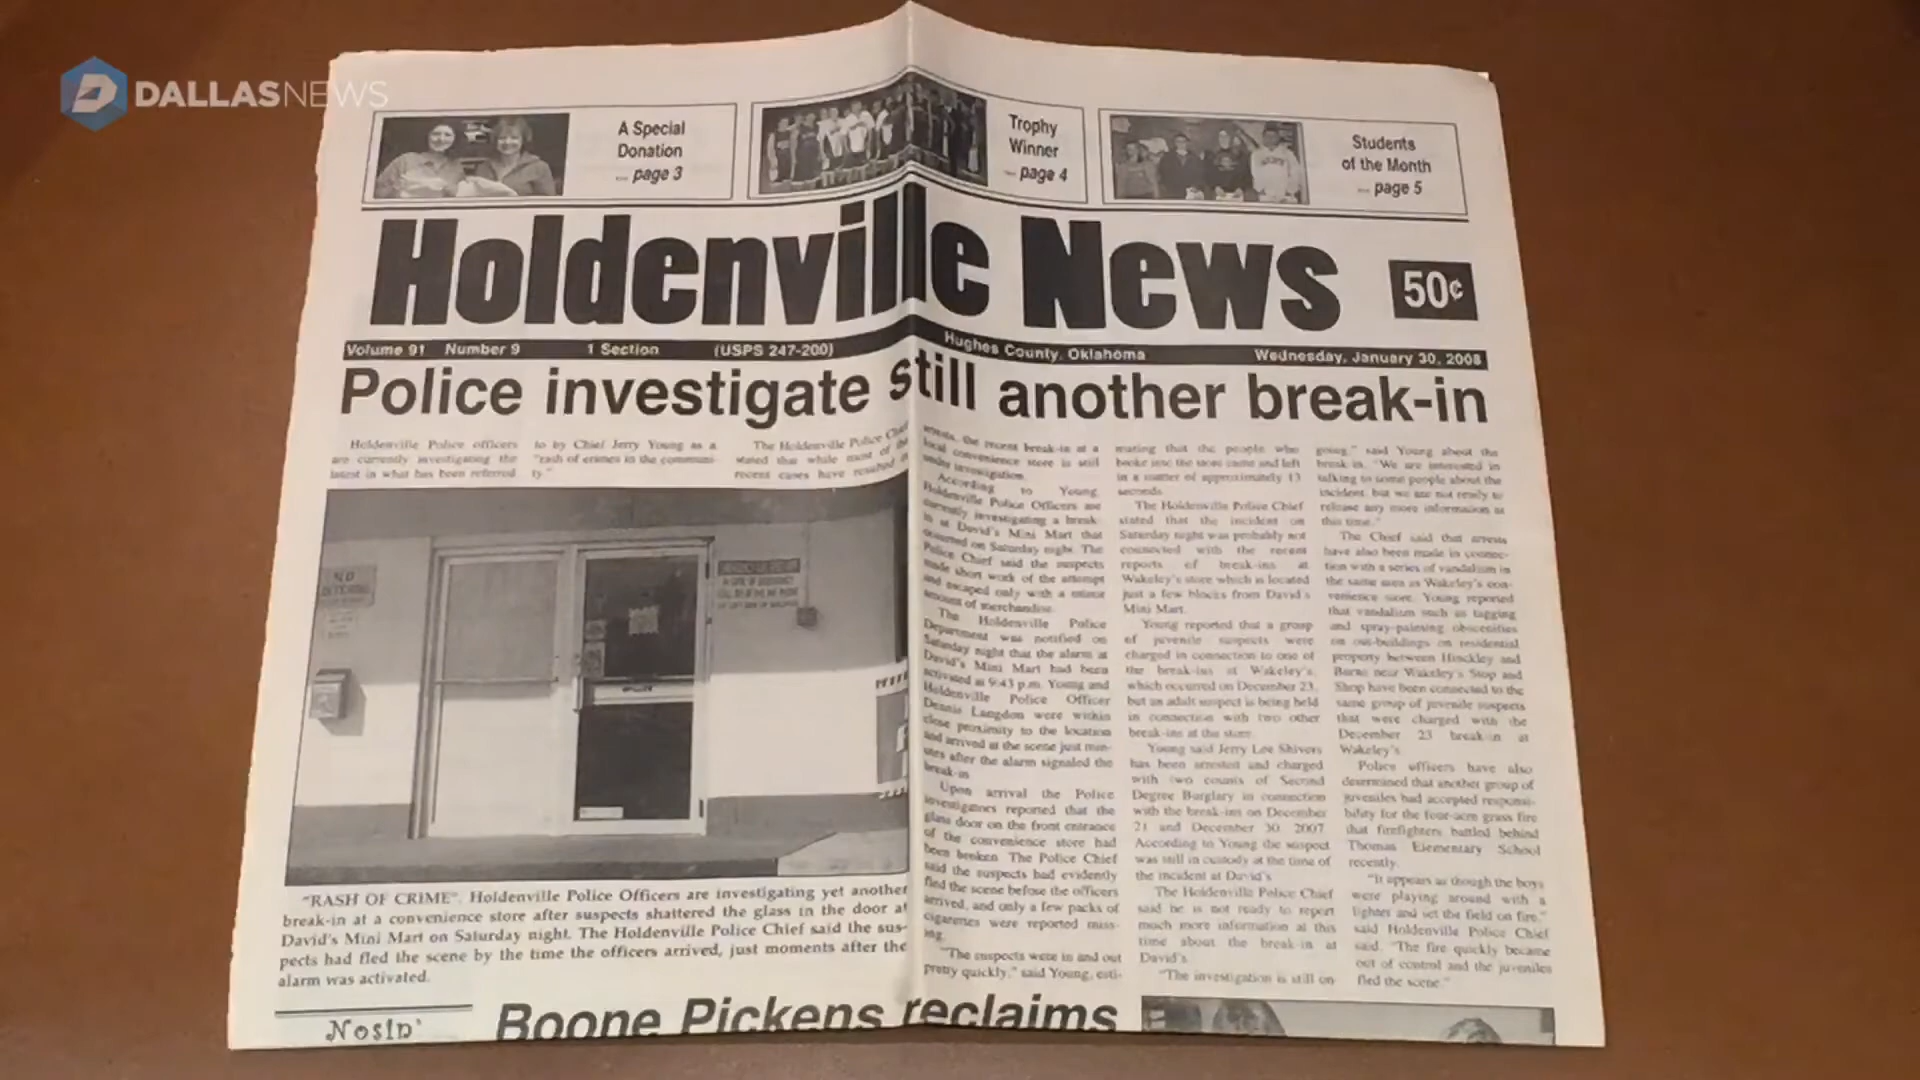 DALLASNEWS
A Special
Donation
page 3
Trophy
Winner
page 4
Students
of the Month
page 5
Holdenville News
50¢
Volume 91 Number 9 1 Section (USPS 247-200) Hughes County, Oklahoma Wednesday, January 30, 2008
Police investigate still another break-in
Holdenville Police officers
are currently investigating the
latest in what has been referred
to by Chief Jerry Young as a
"rash of crimes in the communi-
ty."
The Holdenville Police Chief
stated that while most of the
recent cases have resulted in
"RASH OF CRIME". Holdenville Police Officers are investigating yet another
break-in at a convenience store after suspects shattered the glass in the door at
David's Mini Mart on Saturday night. The Holdenville Police Chief said the sus-
pects had fled the scene by the time the officers arrived, just moments after the
alarm was activated.
arrests, the recent break-in at a
local convenience store is still
under investigation.
According to Young,
Holdenville Police Officers are
currently investigating a break-
in at David's Mini Mart that
occurred on Saturday night. The
Police Chief said the suspects
made short work of the attempt
and escaped only with a minor
amount of merchandise.
The Holdenville Police
Department was notified on
Saturday night that the alarm at
David's Mini Mart had been
activated at 9:43 p.m. Young and
Holdenville Police Officer
Dennis Langdon were within
close proximity to the location
and arrived at the scene just min-
utes after the alarm signaled the
break-in.
Upon arrival the Police
investigators reported that the
glass door on the front entrance
of the convenience store had
been broken. The Police Chief
said the suspects had evidently
fled the scene before the officers
arrived, and only a few packs of
cigarettes were reported miss-
ing.
"The suspects were in and out
pretty quickly," said Young, esti-
mating that the people who
broke into the store came and left
in a matter of approximately 13
seconds.
The Holdenville Police Chief
stated that the incident on
Saturday night was probably not
connected with the recent
reports of break-ins at
Wakeley's store which is located
just a few blocks from David's
Mini Mart.
Young reported that a group
of juvenile suspects were
charged in connection to one of
the break-ins at Wakeley's,
which occurred on December 23,
but an adult suspect is being held
in connection with two other
break-ins at the store.
Young said Jerry Lee Shivers
has been arrested and charged
with two counts of Second
Degree Burglary in connection
with the break-ins on December
21 and December 30, 2007.
According to Young the suspect
was still in custody at the time of
the incident at David's.
The Holdenville Police Chief
said he is not ready to report
much more information at this
time about the break-in at
David's.
"The investigation is still on
going," said Young about the
break-in. "We are interested in
talking to some people about the
incident, but we are not ready to
release any more information at
this time."
The Chief said that arrests
have also been made in connec-
tion with a series of vandalism in
the same area as Wakeley's con-
venience store. Young reported
that vandalism such as tagging
and spray-painting obscenities
on out-buildings on residential
property between Hinckley and
Burns near Wakeley's Stop and
Shop have been connected to the
same group of juvenile suspects
that were charged with the
December 23 break-in at
Wakeley's.
Police officers have also
determined that another group of
juveniles had accepted responsi-
bility for the four-acre grass fire
that firefighters battled behind
Thomas Elementary School
recently.
"It appears as though the boys
were playing around with a
lighter and set the field on fire,"
said Holdenville Police Chief
said. "The fire quickly became
out of control and the juveniles
fled the scene."
Nosin'
Boone Pickens reclaims